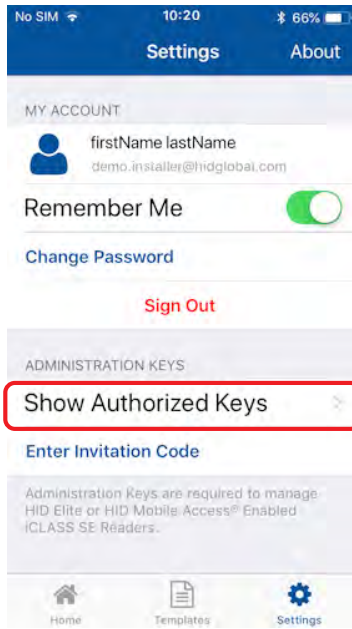 No SIM 10:20 66%
Settings About
MY ACCOUNT
firstName lastName
demo.installer@hidglobal.com
Remember Me
Change Password
Sign Out
ADMINISTRATION KEYS
Show Authorized Keys >
Enter Invitation Code
Administration Keys are required to manage
HID Elite or HID Mobile Access® Enabled
iCLASS SE Readers.
Home Templates Settings